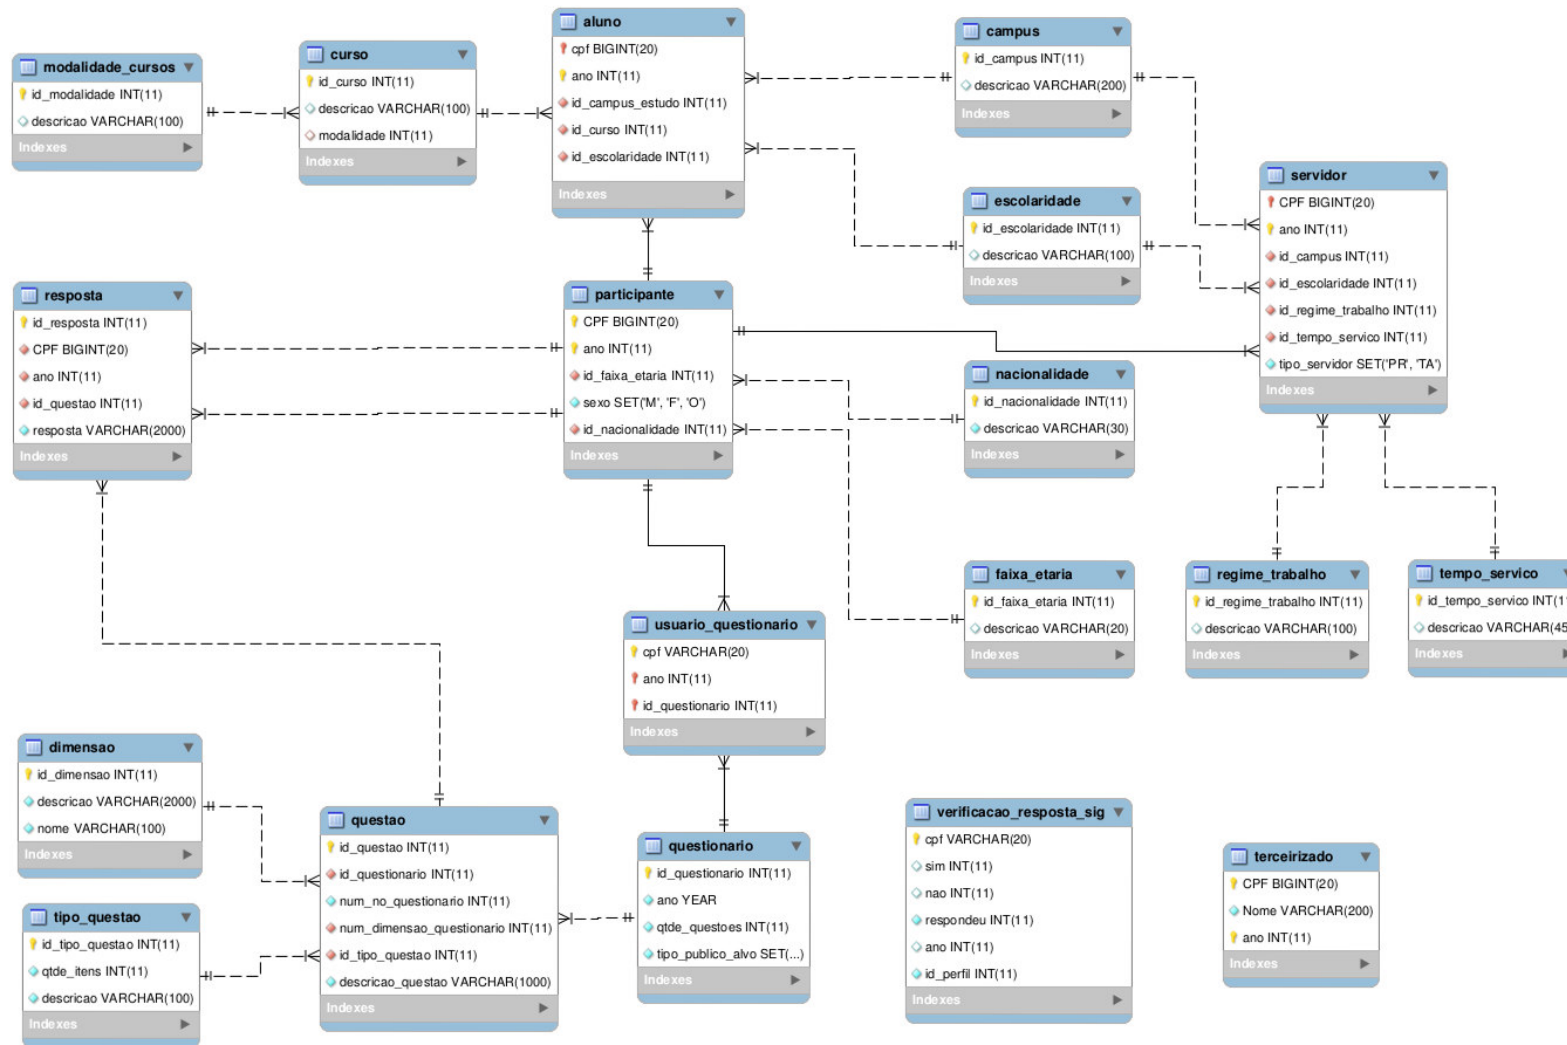 modalidade_cursos
id_modalidade INT(11)
descricao VARCHAR(100)
Indexes
curso
id_curso INT(11)
descricao VARCHAR(100)
modalidade INT(11)
Indexes
aluno
cpf BIGINT(20)
ano INT(11)
id_campus_estudo INT(11)
id_curso INT(11)
id_escolaridade INT(11)
Indexes
campus
id_campus INT(11)
descricao VARCHAR(200)
Indexes
escolaridade
id_escolaridade INT(11)
descricao VARCHAR(100)
Indexes
servidor
CPF BIGINT(20)
ano INT(11)
id_campus INT(11)
id_escolaridade INT(11)
id_regime_trabalho INT(11)
id_tempo_servico INT(11)
tipo_servidor SET('PR', 'TA')
Indexes
resposta
id_resposta INT(11)
CPF BIGINT(20)
ano INT(11)
id_questao INT(11)
resposta VARCHAR(2000)
Indexes
participante
CPF BIGINT(20)
ano INT(11)
id_faixa_etaria INT(11)
sexo SET('M', 'F', 'O')
id_nacionalidade INT(11)
Indexes
nacionalidade
id_nacionalidade INT(11)
descricao VARCHAR(30)
Indexes
faixa_etaria
id_faixa_etaria INT(11)
descricao VARCHAR(20)
Indexes
regime_trabalho
id_regime_trabalho INT(11)
descricao VARCHAR(100)
Indexes
tempo_servico
id_tempo_servico INT(1
descricao VARCHAR(45
Indexes
usuario_questionario
cpf VARCHAR(20)
ano INT(11)
id_questionario INT(11)
Indexes
dimensao
id_dimensao INT(11)
descricao VARCHAR(2000)
nome VARCHAR(100)
Indexes
tipo_questao
id_tipo_questao INT(11)
qtde_itens INT(11)
descricao VARCHAR(100)
Indexes
questao
id_questao INT(11)
id_questionario INT(11)
num_no_questionario INT(11)
num_dimensao_questionario INT(11)
id_tipo_questao INT(11)
descricao_questao VARCHAR(1000)
Indexes
questionario
id_questionario INT(11)
ano YEAR
qtde_questoes INT(11)
tipo_publico_alvo SET(...)
Indexes
verificacao_resposta_sig
cpf VARCHAR(20)
sim INT(11)
nao INT(11)
respondeu INT(11)
ano INT(11)
id_perfil INT(11)
Indexes
terceirizado
CPF BIGINT(20)
Nome VARCHAR(200)
ano INT(11)
Indexes